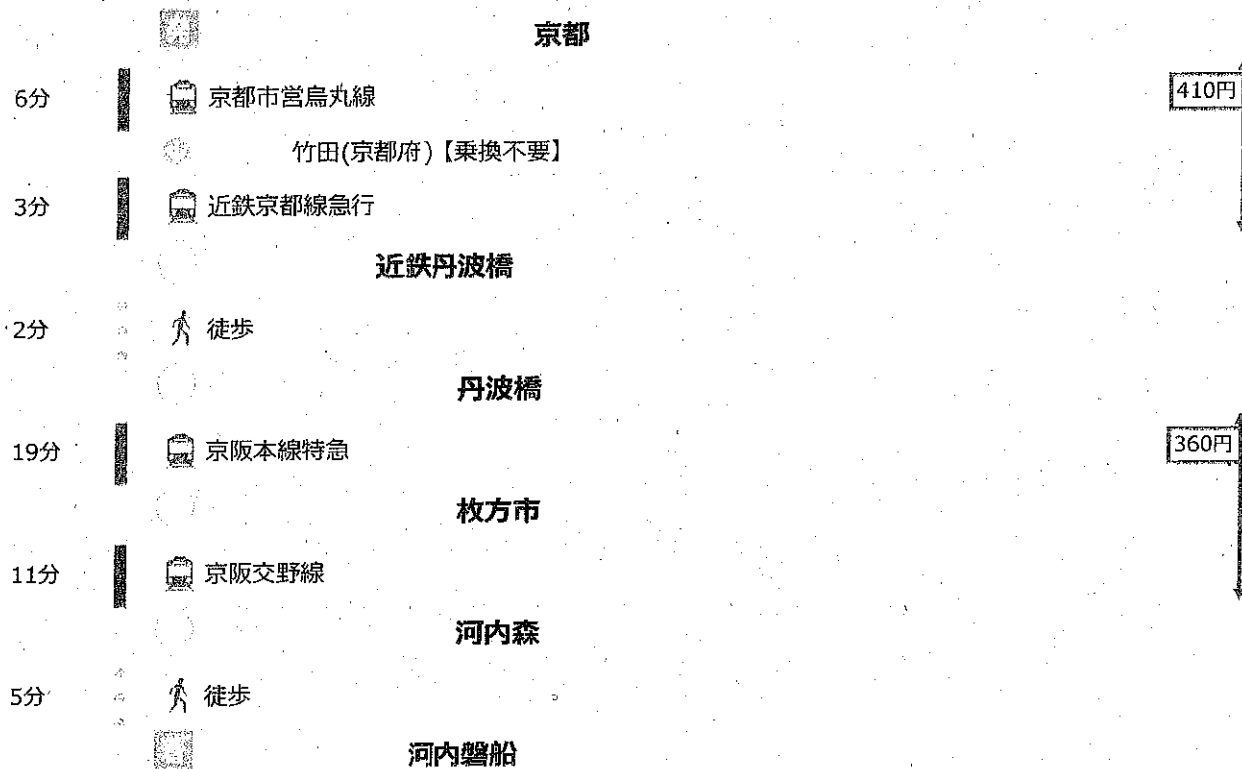 京都
6分 京都市営烏丸線 410円
竹田(京都府)【乗換不要】
3分 近鉄京都線急行
近鉄丹波橋
2分 徒歩
丹波橋
19分 京阪本線特急 360円
枚方市
11分 京阪交野線
河内森
5分 徒歩
河内磐船